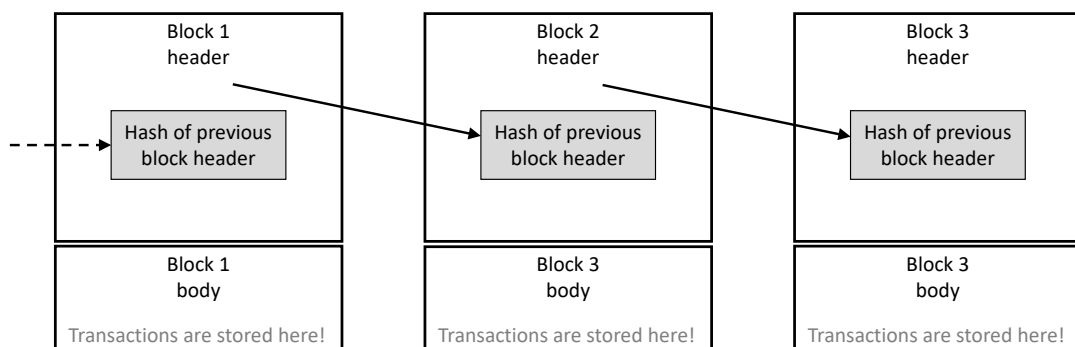 Block 1
header
Hash of previous
block header
Block 2
header
Hash of previous
block header
Block 3
header
Hash of previous
block header
Block 1
body
Transactions are stored here!
Block 3
body
Transactions are stored here!
Block 3
body
Transactions are stored here!